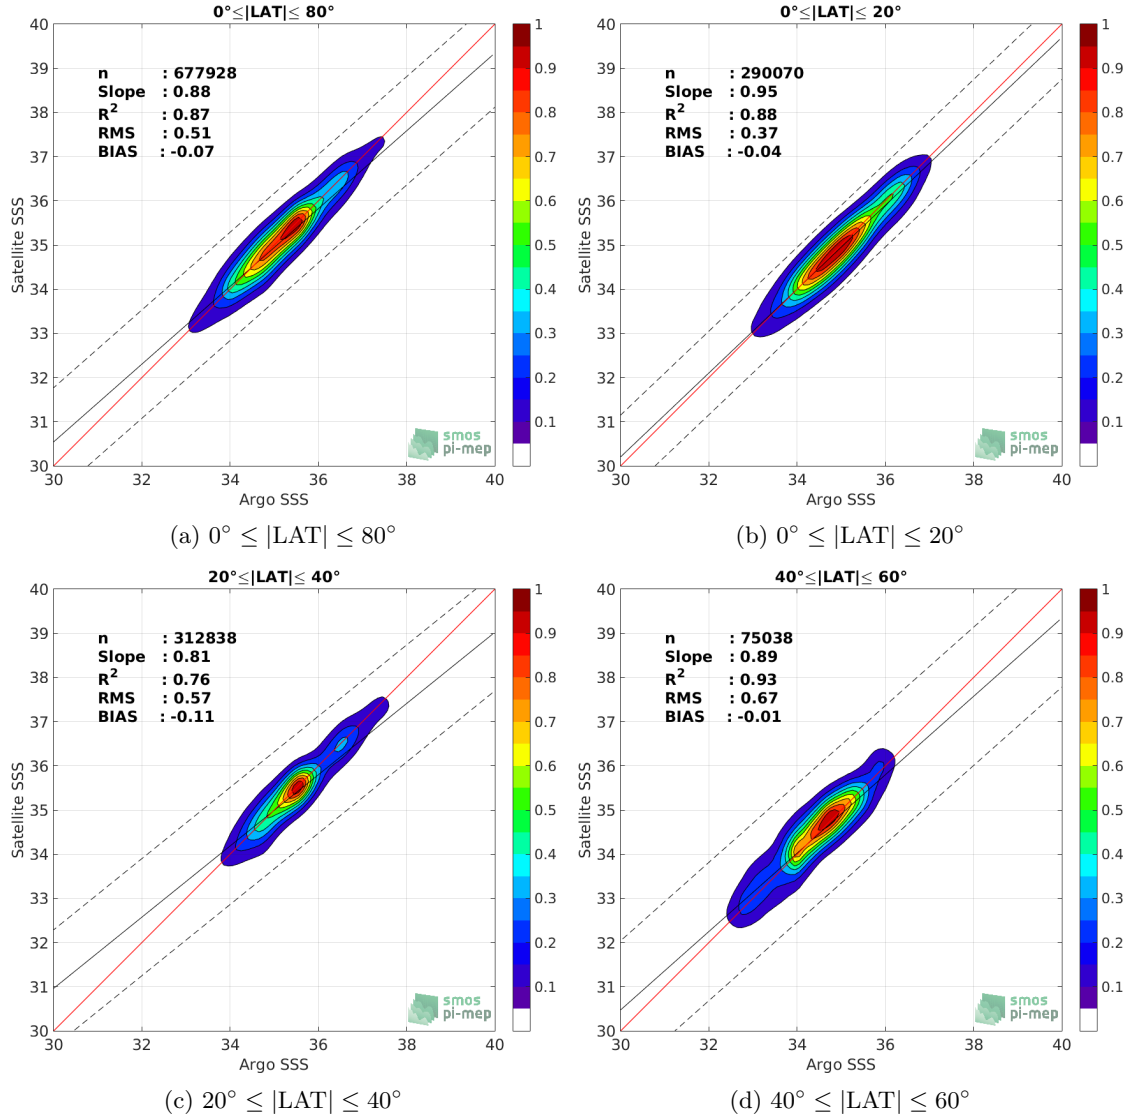 0°≤|LAT|≤ 80°
n : 677928
Slope : 0.88
R2 : 0.87
RMS : 0.51
BIAS : -0.07
40
39
38
37
36
35
34
33
32
31
30
30 32 34 36 38 40
Satellite SSS
Argo SSS
1
0.9
0.8
0.7
0.6
0.5
0.4
0.3
0.2
0.1
smos
pi-mep
(a) 0° ≤ |LAT| ≤ 80°
0°≤|LAT|≤ 20°
n : 290070
Slope : 0.95
R2 : 0.88
RMS : 0.37
BIAS : -0.04
40
39
38
37
36
35
34
33
32
31
30
30 32 34 36 38 40
Satellite SSS
Argo SSS
1
0.9
0.8
0.7
0.6
0.5
0.4
0.3
0.2
0.1
smos
pi-mep
(b) 0° ≤ |LAT| ≤ 20°
20°≤|LAT|≤ 40°
n : 312838
Slope : 0.81
R2 : 0.76
RMS : 0.57
BIAS : -0.11
40
39
38
37
36
35
34
33
32
31
30
30 32 34 36 38 40
Satellite SSS
Argo SSS
1
0.9
0.8
0.7
0.6
0.5
0.4
0.3
0.2
0.1
smos
pi-mep
(c) 20° ≤ |LAT| ≤ 40°
40°≤|LAT|≤ 60°
n : 75038
Slope : 0.89
R2 : 0.93
RMS : 0.67
BIAS : -0.01
40
39
38
37
36
35
34
33
32
31
30
30 32 34 36 38 40
Satellite SSS
Argo SSS
1
0.9
0.8
0.7
0.6
0.5
0.4
0.3
0.2
0.1
smos
pi-mep
(d) 40° ≤ |LAT| ≤ 60°